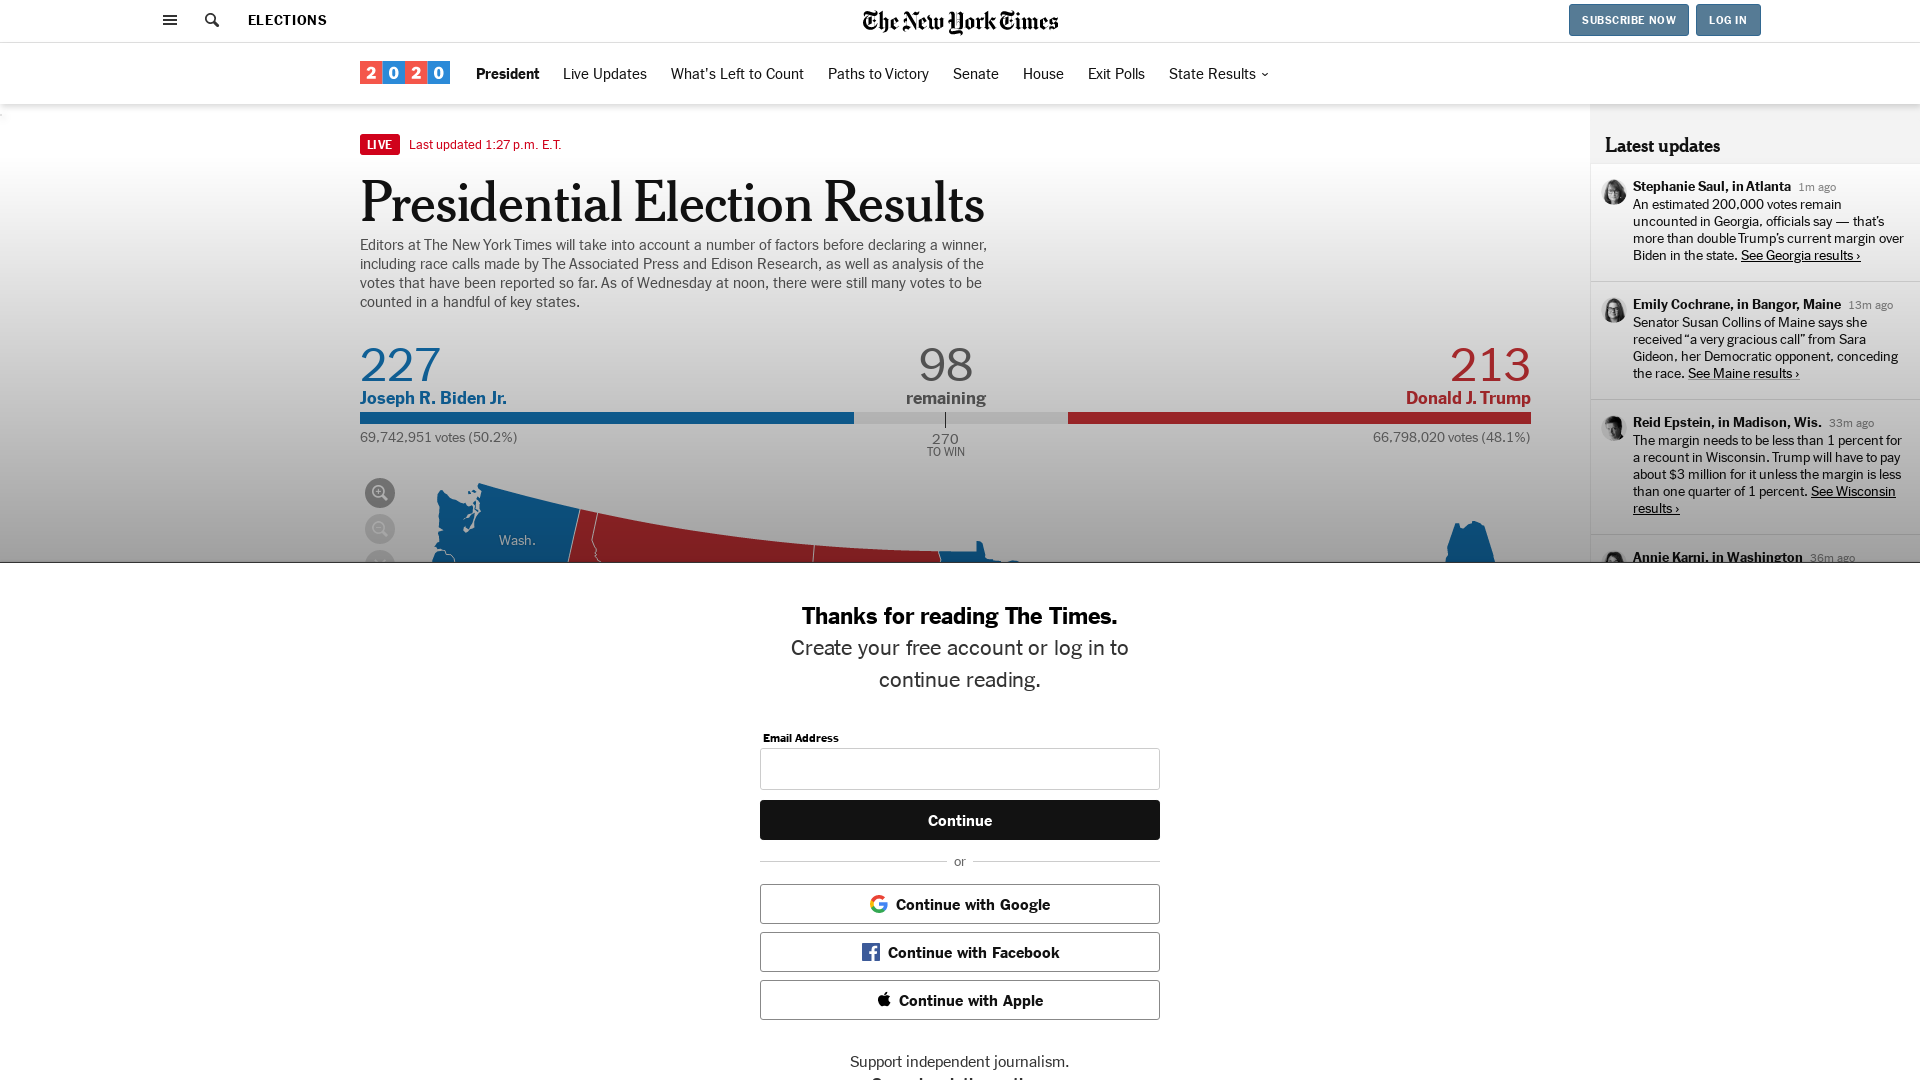 ELECTIONS
The New York Times
SUBSCRIBE NOW
LOG IN
2020
President
Live Updates
What's Left to Count
Paths to Victory
Senate
House
Exit Polls
State Results
LIVE
Last updated 1:27 p.m. E.T.
Presidential Election Results
Editors at The New York Times will take into account a number of factors before declaring a winner,
including race calls made by The Associated Press and Edison Research, as well as analysis of the
votes that have been reported so far. As of Wednesday at noon, there were still many votes to be
counted in a handful of key states.
227
98
213
Joseph R. Biden Jr.
remaining
Donald J. Trump
69,742,951 votes (50.2%)
270
TO WIN
66,798,020 votes (48.1%)
Wash.
Latest updates
Stephanie Saul, in Atlanta 1m ago
An estimated 200,000 votes remain
uncounted in Georgia, officials say — that's
more than double Trump's current margin over
Biden in the state. See Georgia results ›
Emily Cochrane, in Bangor, Maine 13m ago
Senator Susan Collins of Maine says she
received “a very gracious call” from Sara
Gideon, her Democratic opponent, conceding
the race. See Maine results ›
Reid Epstein, in Madison, Wis. 33m ago
The margin needs to be less than 1 percent for
a recount in Wisconsin. Trump will have to pay
about $3 million for it unless the margin is less
than one quarter of 1 percent. See Wisconsin
results ›
Annie Karni, in Washington 36m ago
Thanks for reading The Times.
Create your free account or log in to
continue reading.
Email Address
Continue
or
Continue with Google
Continue with Facebook
Continue with Apple
Support independent journalism.